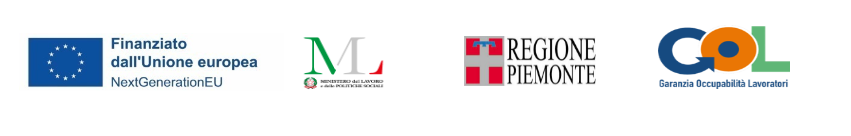 Finanziato
dall'Unione europea
NextGenerationEU
ML
MINISTERO del LAVORO
e delle POLITICHE SOCIALI
REGIONE
PIEMONTE
GOL
Garanzia Occupabilità Lavoratori